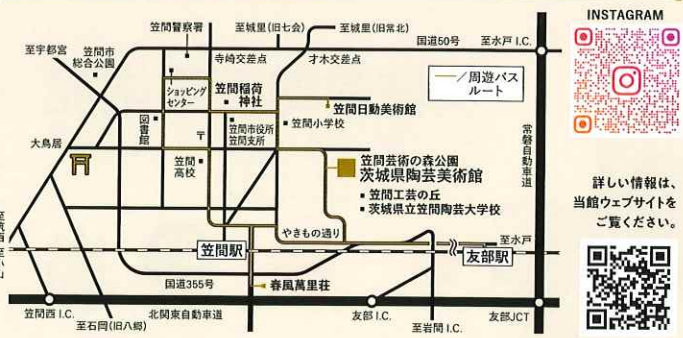 INSTAGRAM
笠間警察署
至城里(旧七会)
至城里(旧常北)
国道50号
至水戸 I.C.
至宇都宮
笠間市
総合公園
寺崎交差点
才木交差点
ショッピング
センター
笠間稲荷
神社
/周遊バス
ルート
笠間日動美術館
図書館
〒
笠間市役所
笠間支所
笠間小学校
大鳥居
笠間
高校
笠間芸術の森公園
茨城県陶芸美術館
笠間工芸の丘
茨城県立笠間陶芸大学校
常磐自動車道
詳しい情報は、
当館ウェブサイトを
ご覧ください。
やきもの通り
至水戸
笠間駅
友部駅
国道355号
春風萬里荘
笠間西 I.C.
至石岡(旧八郷)
北関東自動車道
友部 I.C.
至岩間 I.C.
友部JCT